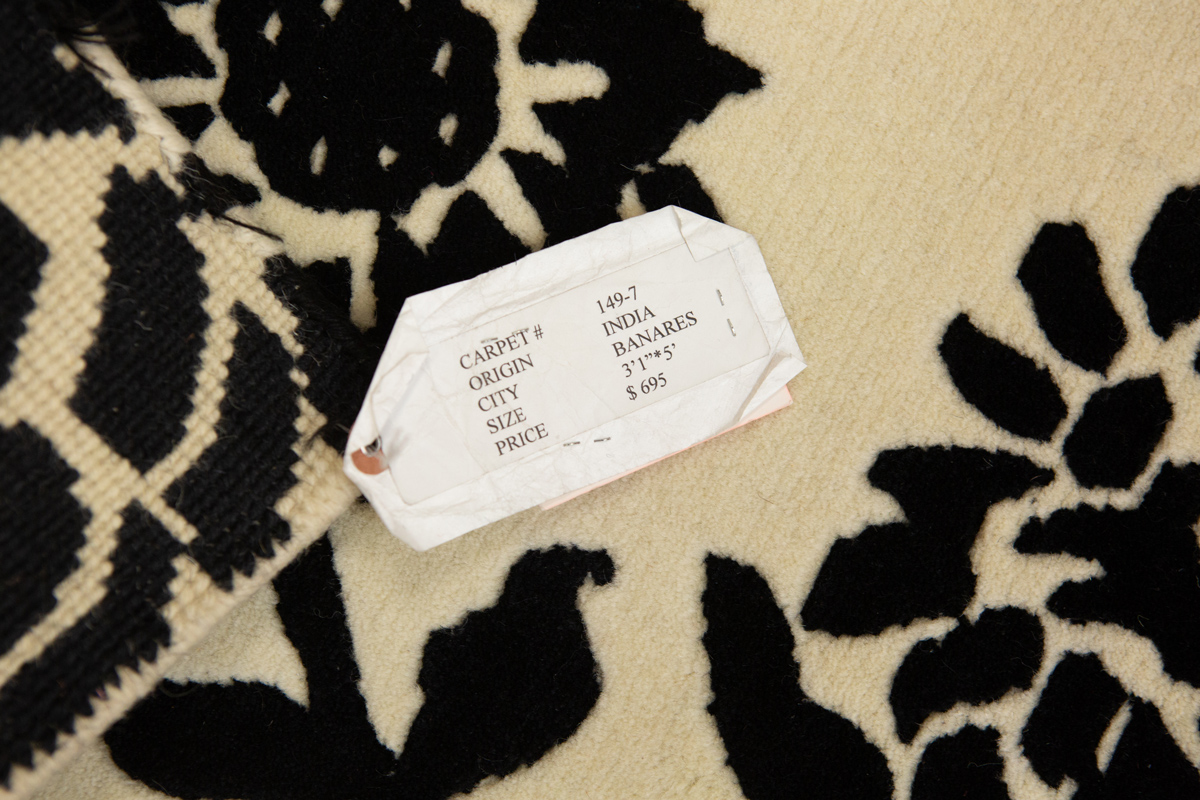 CARPET # 149-7
ORIGIN INDIA
CITY BANARES
SIZE 3'1"*5'
PRICE $ 695